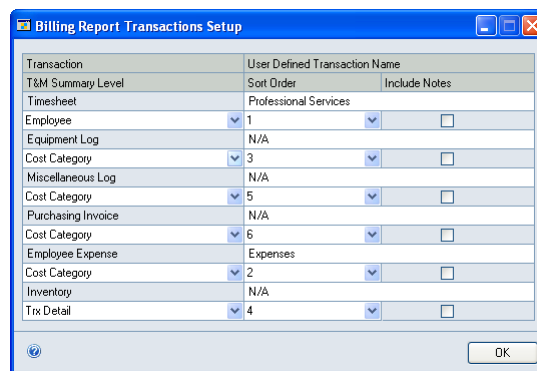 Billing Report Transactions Setup
Transaction User Defined Transaction Name
T&M Summary Level Sort Order Include Notes
Timesheet Professional Services
Employee 1
Equipment Log N/A
Cost Category 3
Miscellaneous Log N/A
Cost Category 5
Purchasing Invoice N/A
Cost Category 6
Employee Expense Expenses
Cost Category 2
Inventory N/A
Trx Detail 4
OK